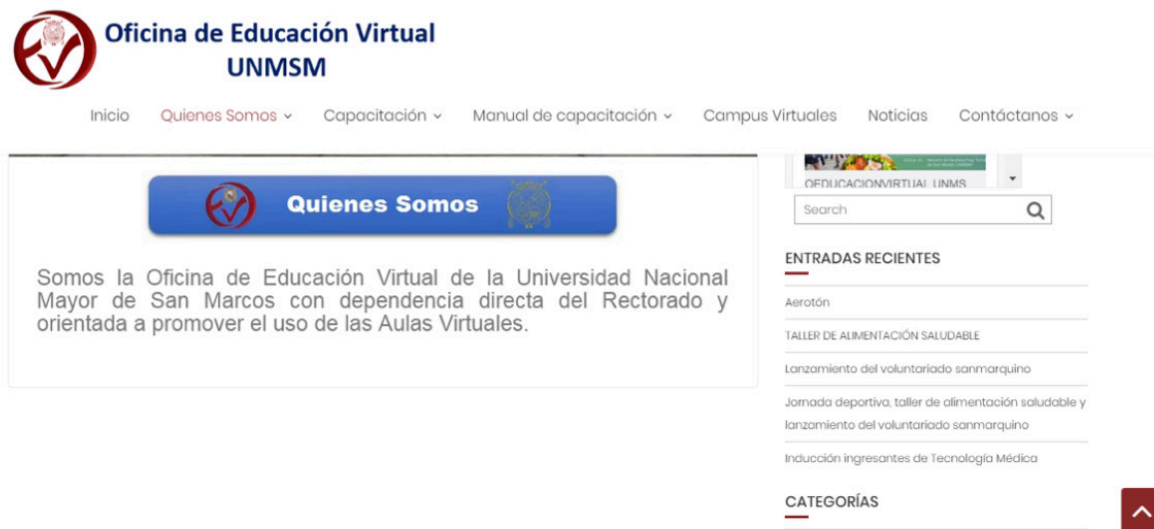 Oficina de Educación Virtual
UNMSM
Inicio Quienes Somos Capacitación Manual de capacitación Campus Virtuales Noticias Contáctanos
Quienes Somos
Somos la Oficina de Educación Virtual de la Universidad Nacional
Mayor de San Marcos con dependencia directa del Rectorado y
orientada a promover el uso de las Aulas Virtuales.
OEDUCACIONVIRTUAL UNMS
Search
ENTRADAS RECIENTES
Aerotón
TALLER DE ALIMENTACIÓN SALUDABLE
Lanzamiento del voluntariado sanmarquino
Jornada deportiva, taller de alimentación saludable y
lanzamiento del voluntariado sanmarquino
Inducción ingresantes de Tecnología Médica
CATEGORÍAS